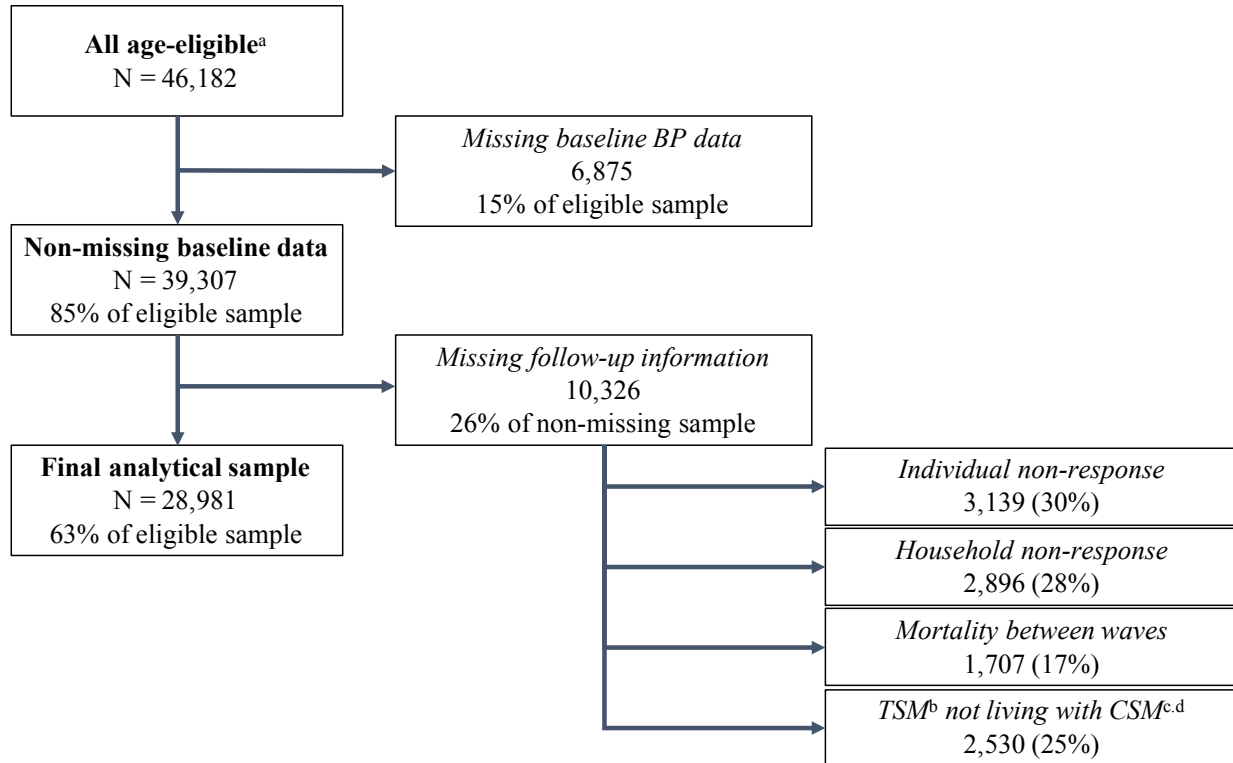 All age-eligibleᵃ
N = 46,182
Missing baseline BP data
6,875
15% of eligible sample
Non-missing baseline data
N = 39,307
85% of eligible sample
Missing follow-up information
10,326
26% of non-missing sample
Final analytical sample
N = 28,981
63% of eligible sample
Individual non-response
3,139 (30%)
Household non-response
2,896 (28%)
Mortality between waves
1,707 (17%)
TSMᵇ not living with CSMᶜ·ᵈ
2,530 (25%)